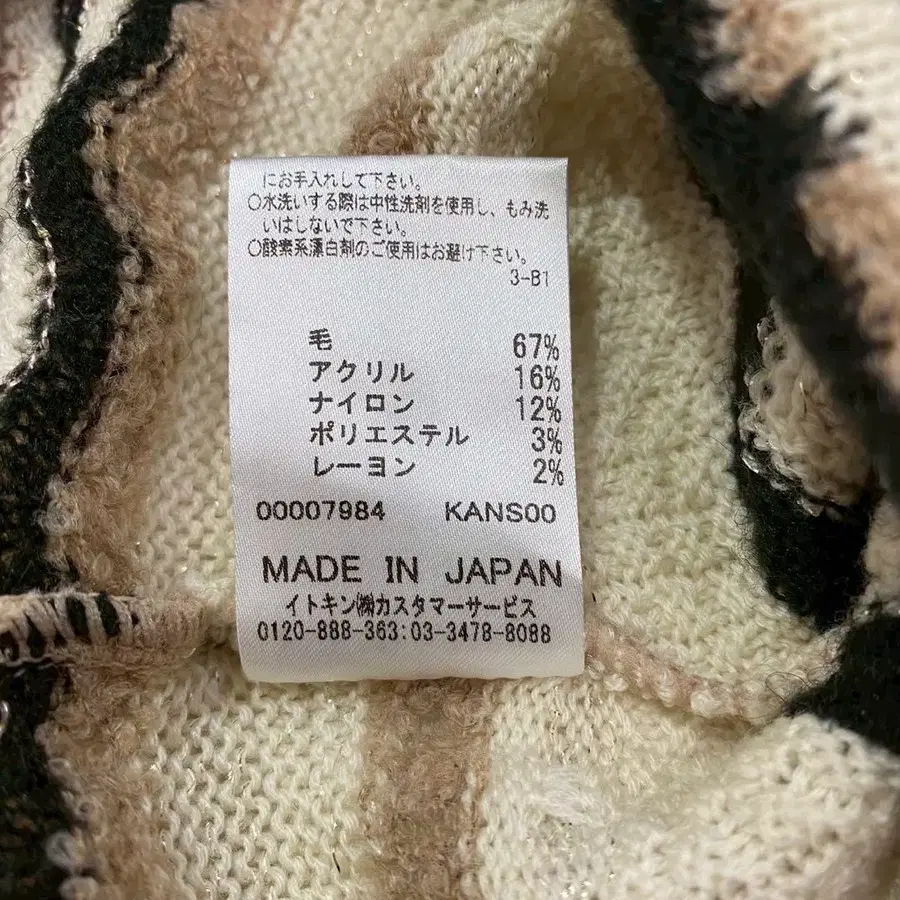 にお手入れして下さい。
○水洗いする際は中性洗剤を使用し、もみ洗
いはしないで下さい。
○酸素系漂白剤のご使用はお避け下さい。
3-B1
毛 67%
アクリル 16%
ナイロン 12%
ポリエステル 3%
レーヨン 2%
00007984 KANS00
MADE IN JAPAN
イトキン㈱カスタマーサービス
0120-888-363:03-3478-8088